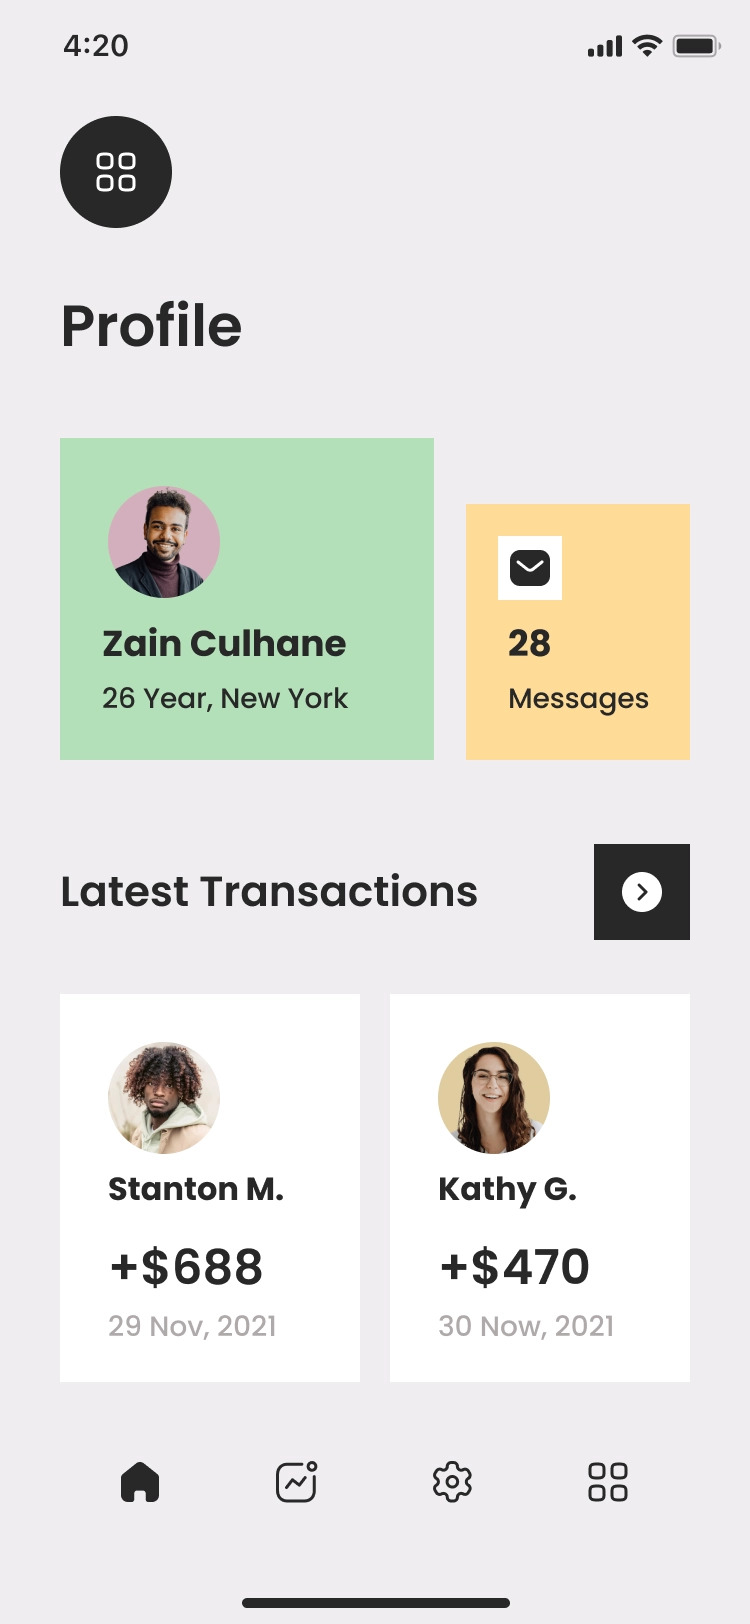 4:20
Profile
Zain Culhane
26 Year, New York
28
Messages
Latest Transactions
Stanton M.
+$688
29 Nov, 2021
Kathy G.
+$470
30 Now, 2021